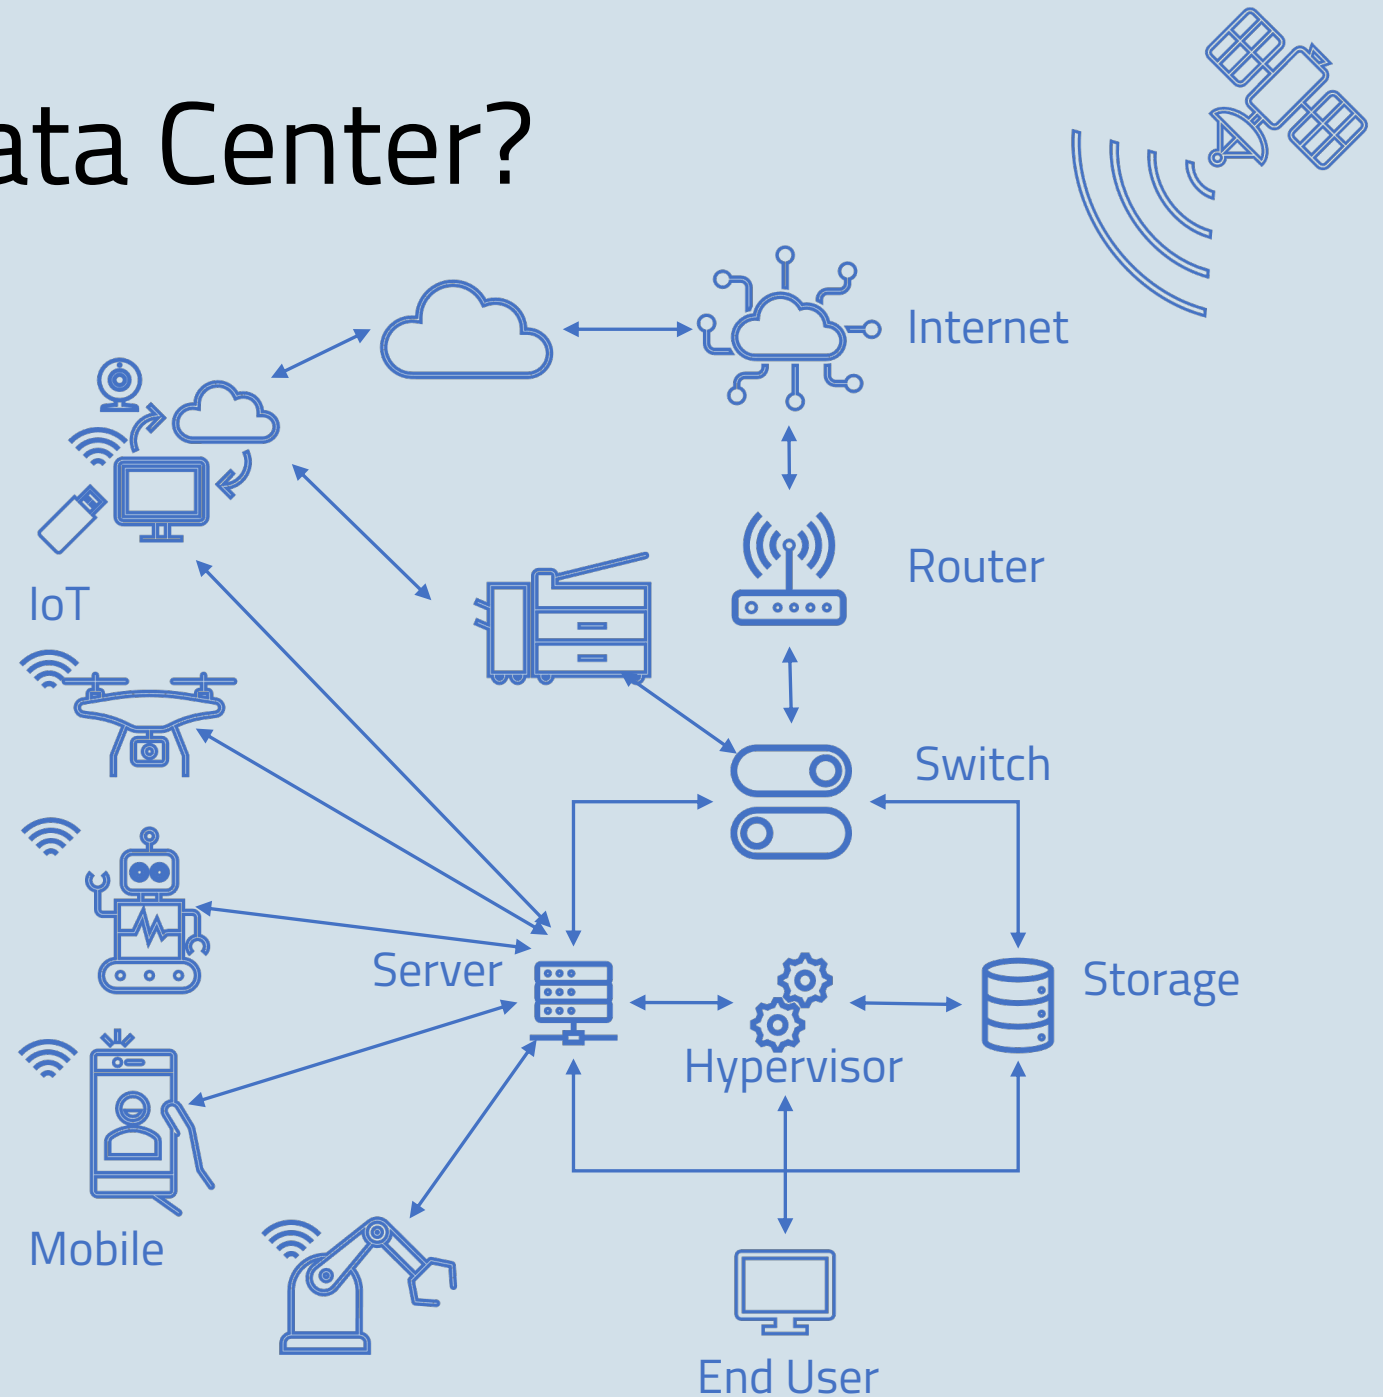 ata Center?
Internet
Router
IoT
Switch
Server
Storage
Hypervisor
Mobile
End User